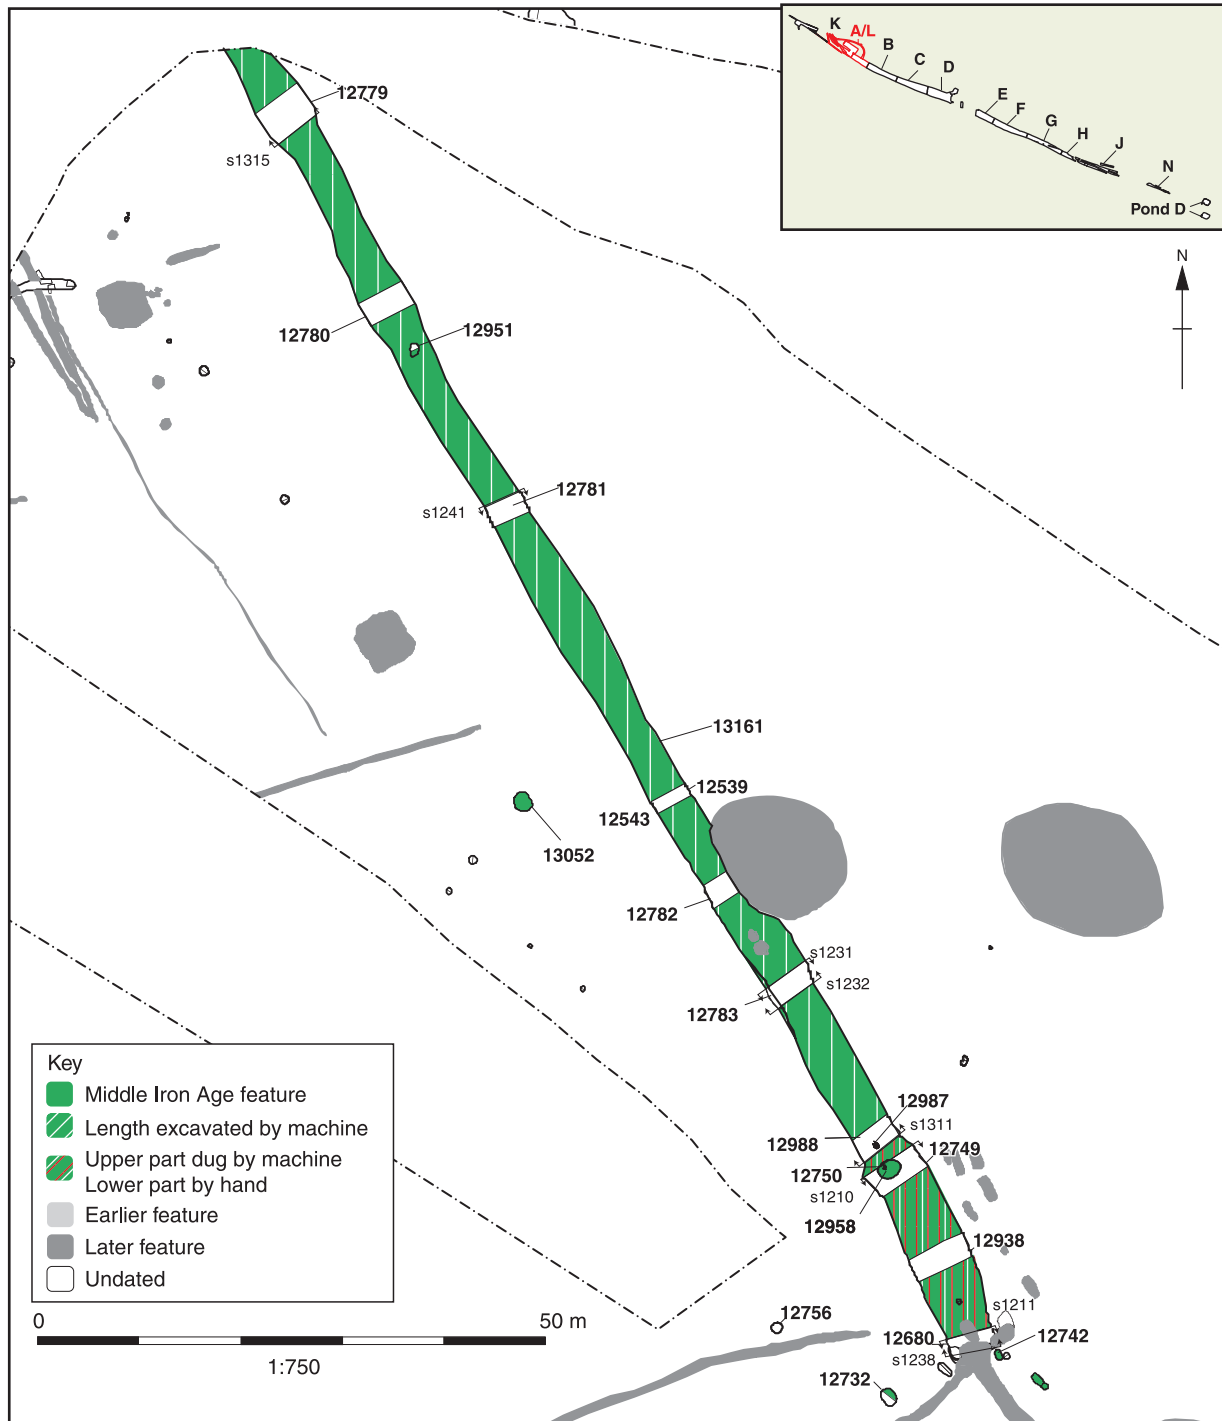 K
A/L
B
C
D
E
F
G
H
J
N
Pond D
N
12779
s1315
12780
12951
12781
s1241
13161
12539
12543
13052
12782
s1231
s1232
12783
12987
s1311
12988
12749
12750
s1210
12958
12938
s1211
12756
12680
12742
s1238
12732
Key
Middle Iron Age feature
Length excavated by machine
Upper part dug by machine
Lower part by hand
Earlier feature
Later feature
Undated
0 50 m
1:750